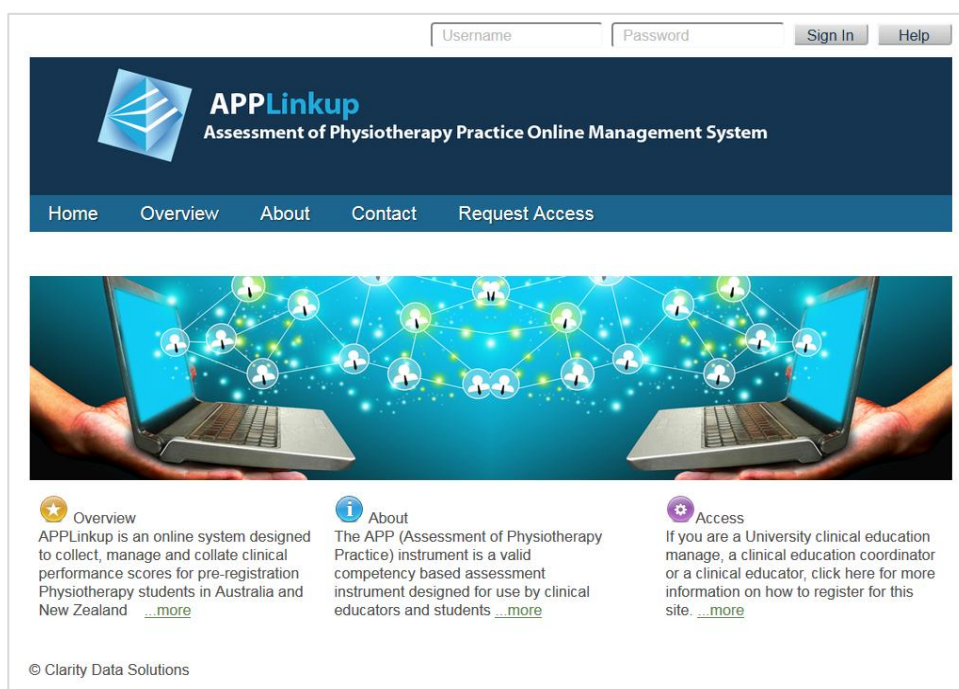 Username Password Sign In Help
APPLinkup
Assessment of Physiotherapy Practice Online Management System
Home Overview About Contact Request Access
Overview
APPLinkup is an online system designed
to collect, manage and collate clinical
performance scores for pre-registration
Physiotherapy students in Australia and
New Zealand ...more
About
The APP (Assessment of Physiotherapy
Practice) instrument is a valid
competency based assessment
instrument designed for use by clinical
educators and students ...more
Access
If you are a University clinical education
manage, a clinical education coordinator
or a clinical educator, click here for more
information on how to register for this
site. ...more
© Clarity Data Solutions